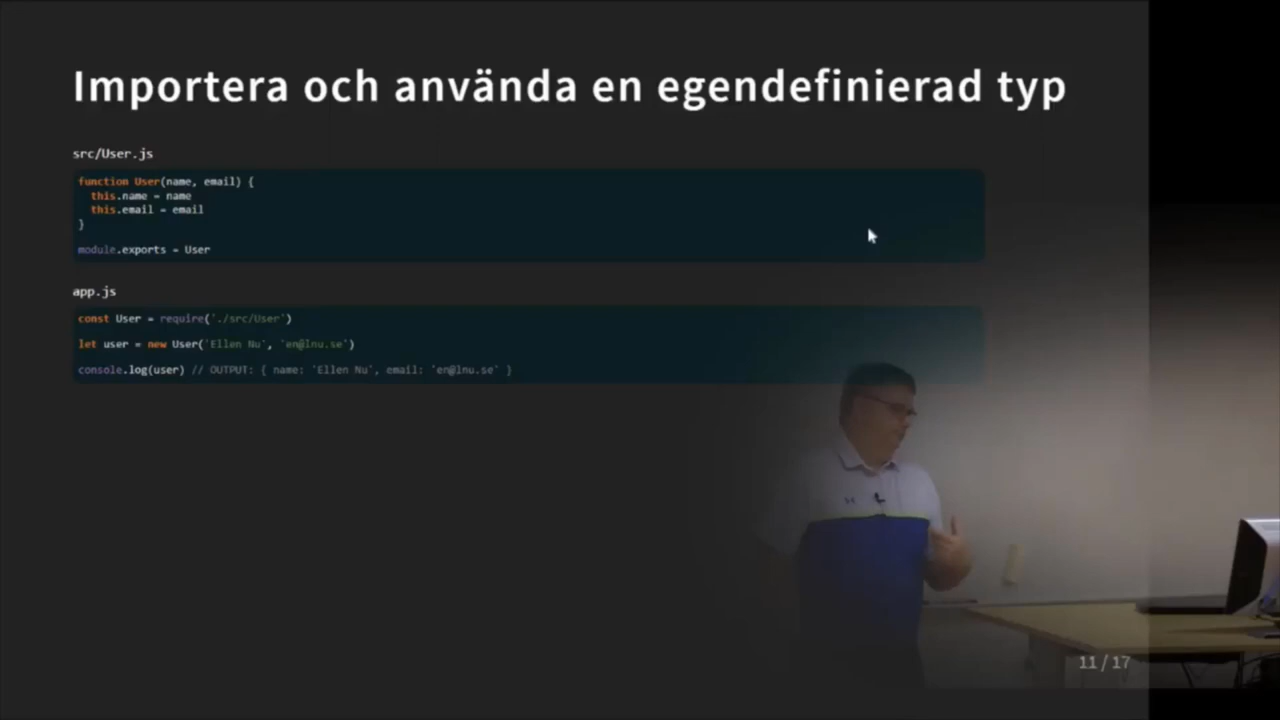 Importera och använda en egendefinierad typ
src/User.js
function User(name, email) {
this.name = name
this.email = email
}
module.exports = User
app.js
const User = require('./src/User')
let user = new User('Ellen Nu', 'en@lnu.se')
console.log(user) // OUTPUT: { name: 'Ellen Nu', email: 'en@lnu.se' }
11 / 17